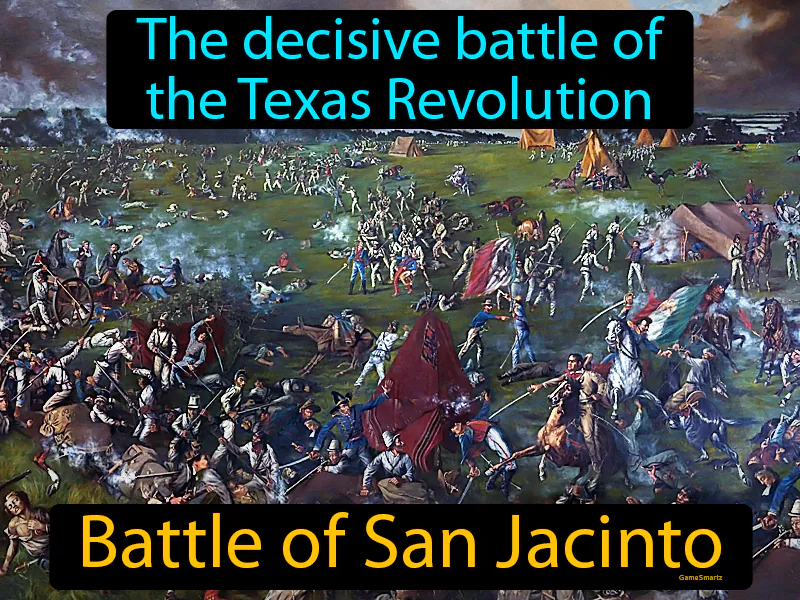 The decisive battle of
the Texas Revolution
Battle of San Jacinto
GameSmartz